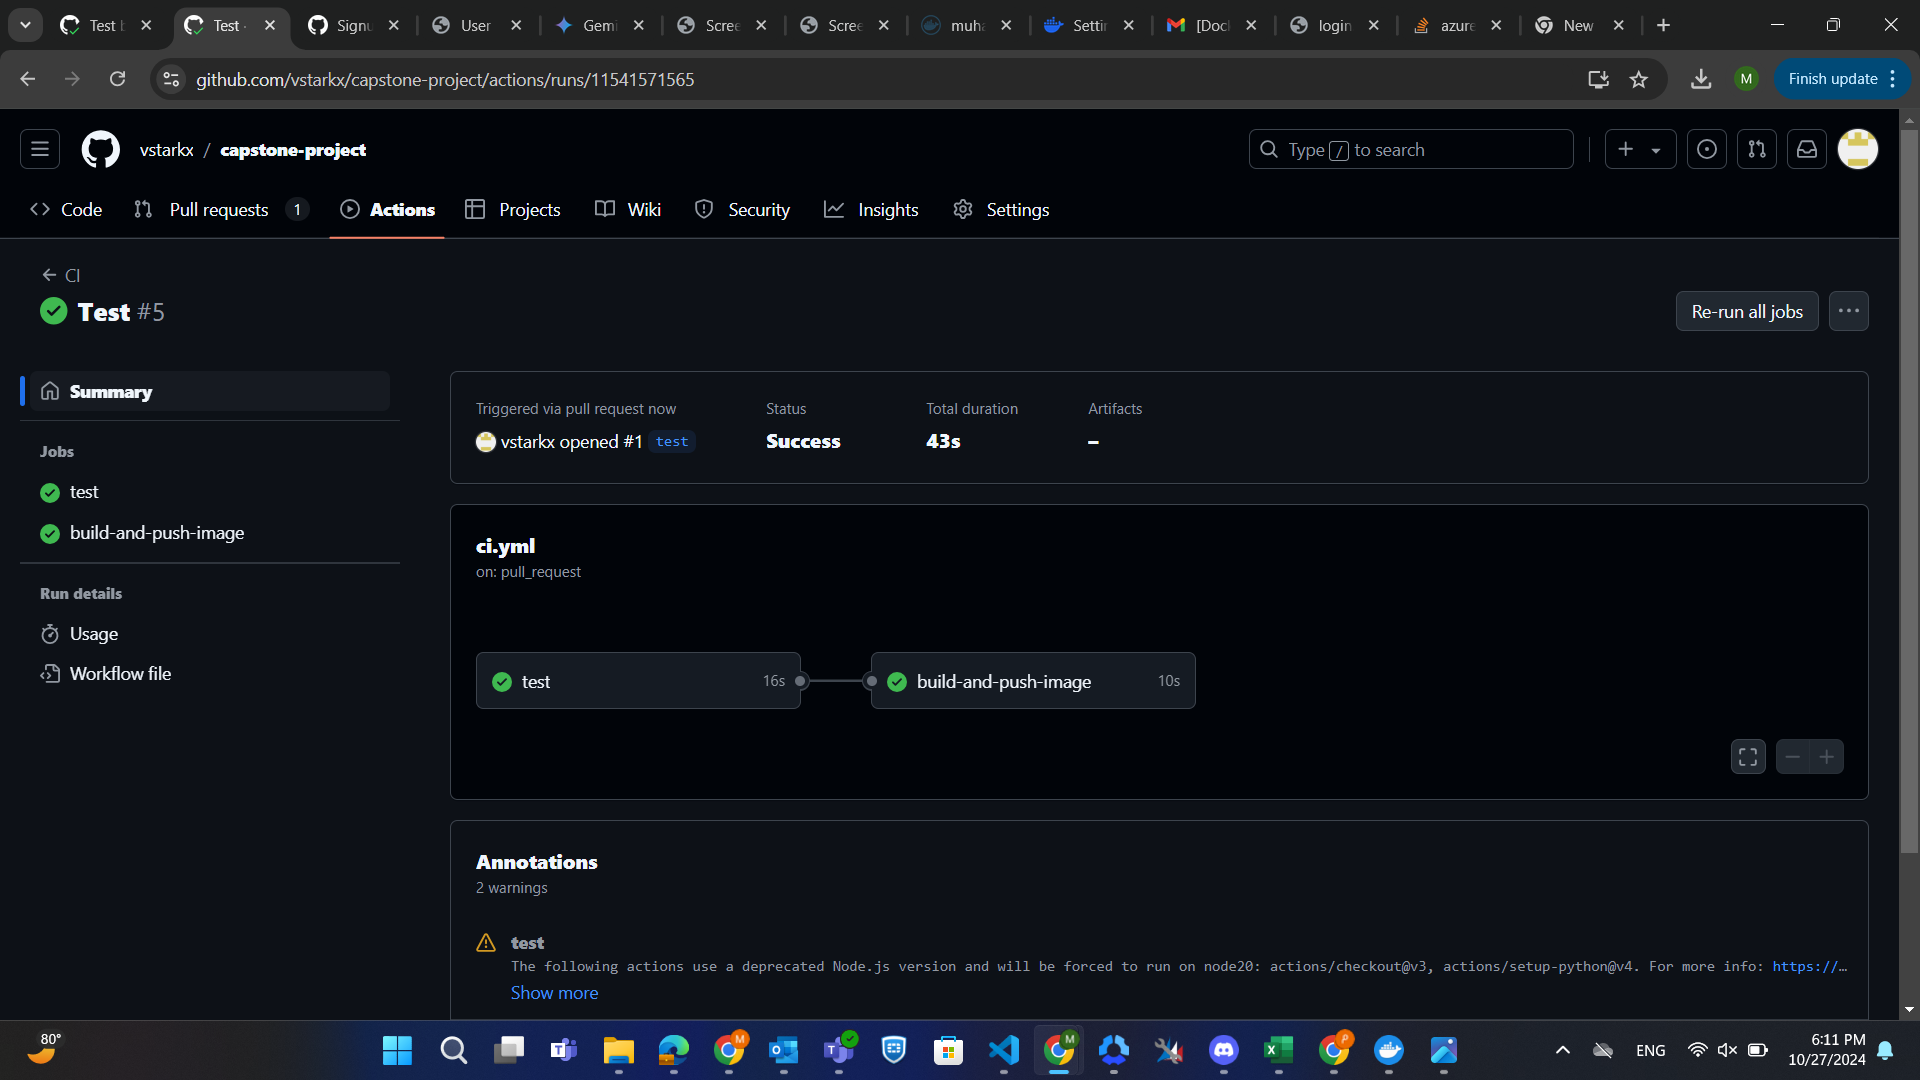 Test b
Test ·
Signu
User
Gemi
Scree
Scree
muha
Settin
[Doc
login
azure
New
github.com/vstarkx/capstone-project/actions/runs/11541571565
M
Finish update
vstarkx / capstone-project
Type / to search
Code
Pull requests 1
Actions
Projects
Wiki
Security
Insights
Settings
← CI
Test #5
Re-run all jobs
Summary
Jobs
test
build-and-push-image
Run details
Usage
Workflow file
Triggered via pull request now
vstarkx opened #1 test
Status
Success
Total duration
43s
Artifacts
–
ci.yml
on: pull_request
test 16s
build-and-push-image 10s
Annotations
2 warnings
test
The following actions use a deprecated Node.js version and will be forced to run on node20: actions/checkout@v3, actions/setup-python@v4. For more info: https://…
Show more
80°
ENG
6:11 PM
10/27/2024